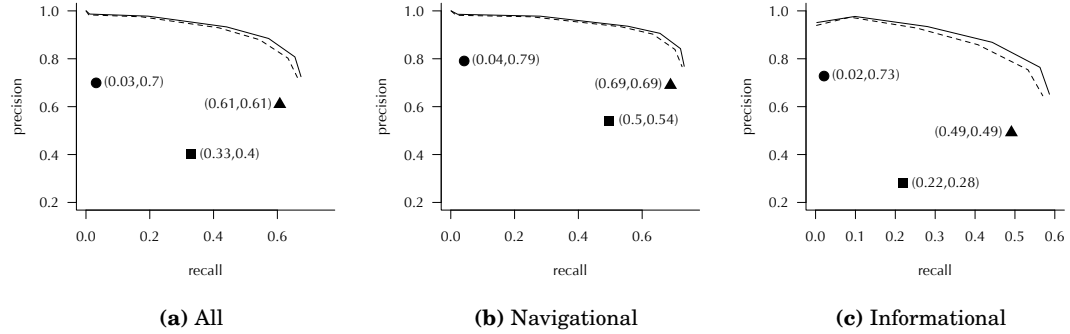 1.0
0.8
0.6
0.4
0.2
precision
(0.03,0.7)
(0.61,0.61)
(0.33,0.4)
0.0 0.2 0.4 0.6
recall
(a) All
1.0
0.8
0.6
0.4
0.2
precision
(0.04,0.79)
(0.69,0.69)
(0.5,0.54)
0.0 0.2 0.4 0.6
recall
(b) Navigational
1.0
0.8
0.6
0.4
0.2
precision
(0.02,0.73)
(0.49,0.49)
(0.22,0.28)
0.0 0.1 0.2 0.3 0.4 0.5 0.6
recall
(c) Informational